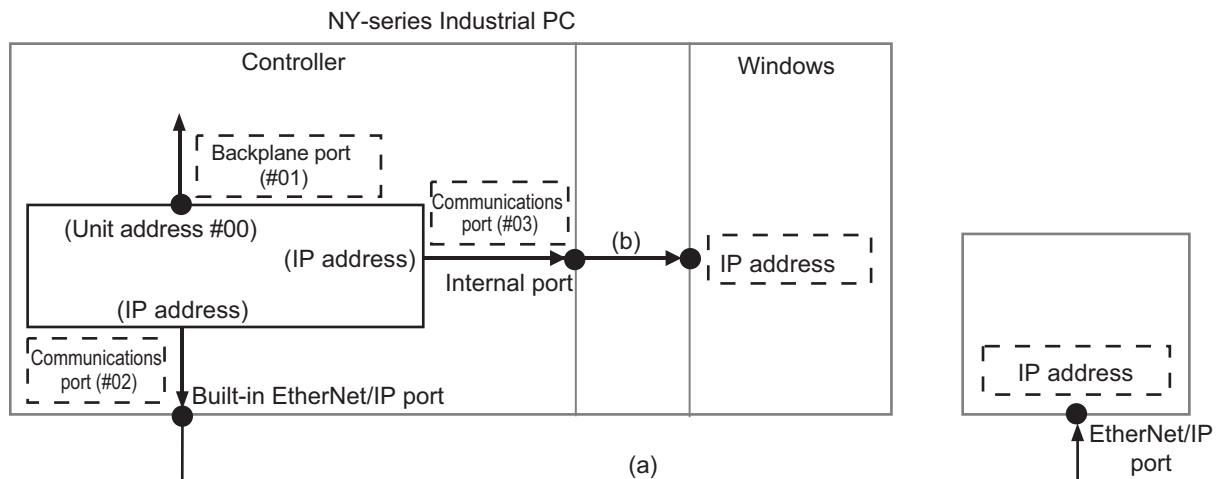 NY-series Industrial PC
Controller
Windows
Backplane port
(#01)
(Unit address #00)
Communications
port (#03)
(b)
(IP address)
IP address
Internal port
(IP address)
Communications
port (#02)
Built-in EtherNet/IP port
(a)
IP address
EtherNet/IP
port